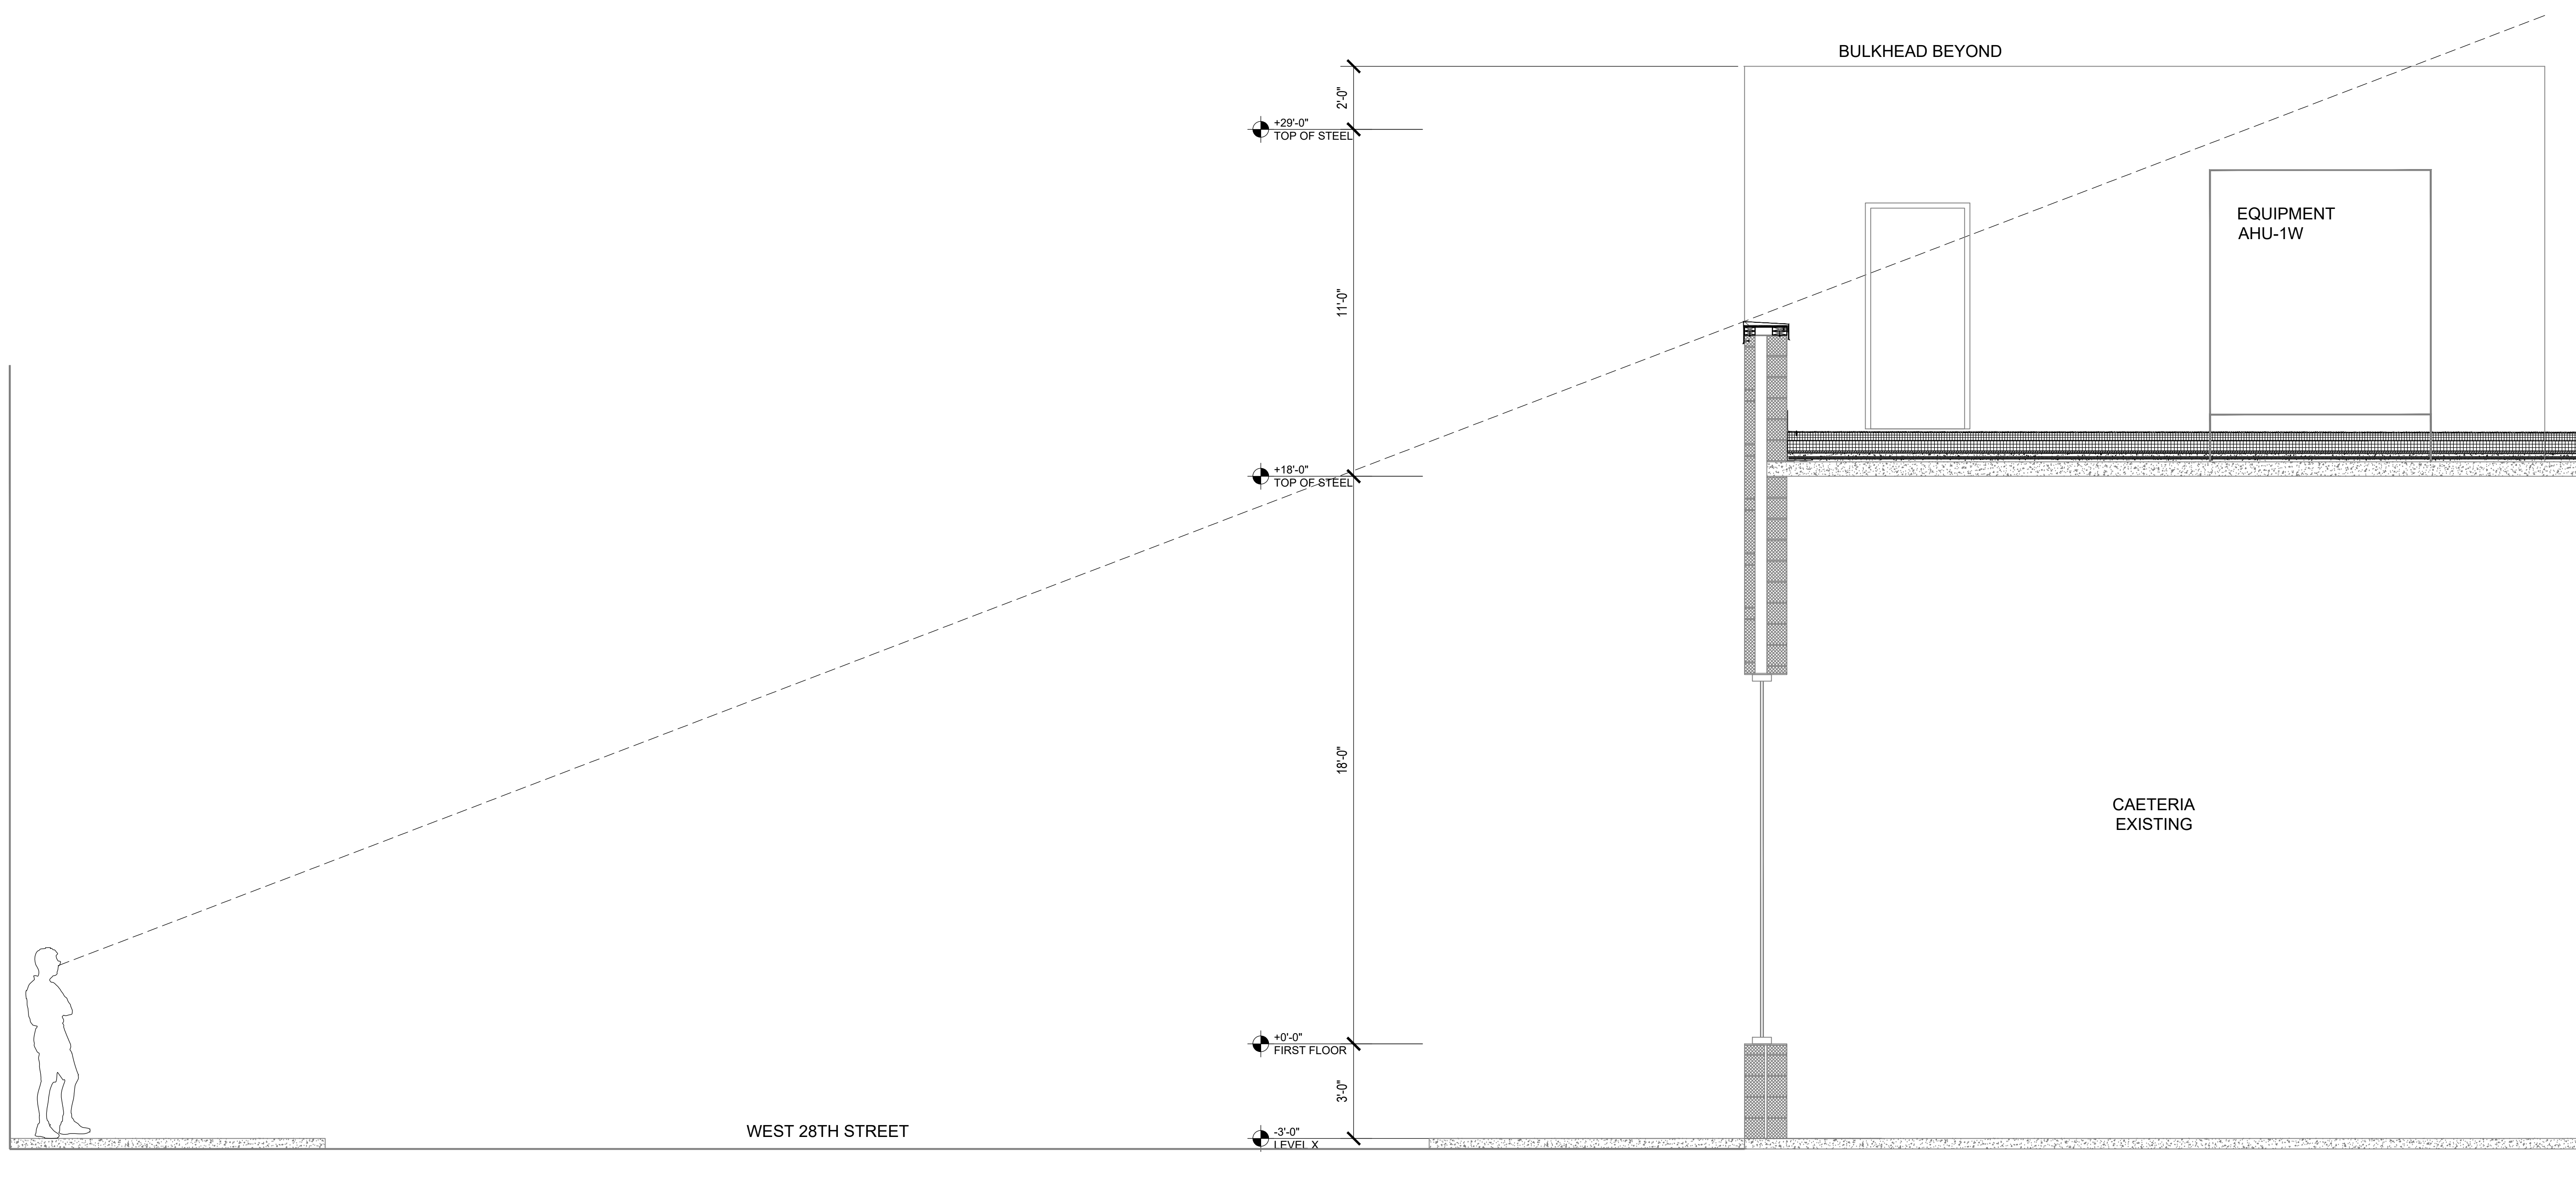 BULKHEAD BEYOND
2'-0"
+29'-0"
TOP OF STEEL
EQUIPMENT
AHU-1W
11'-0"
+18'-0"
TOP OF STEEL
18'-0"
CAETERIA
EXISTING
+0'-0"
FIRST FLOOR
3'-0"
WEST 28TH STREET
-3'-0"
LEVEL X